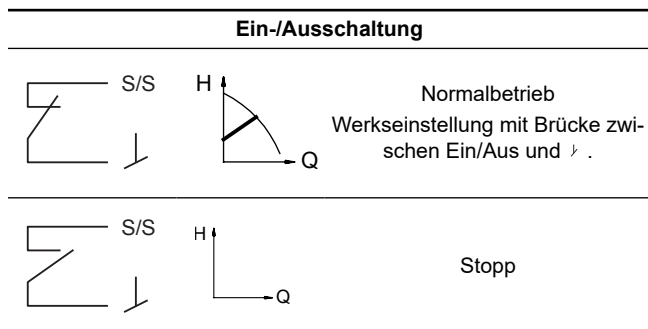 Ein-/Ausschaltung
S/S
H
Q
Normalbetrieb
Werkseinstellung mit Brücke zwi-
schen Ein/Aus und .
S/S
H
Q
Stopp